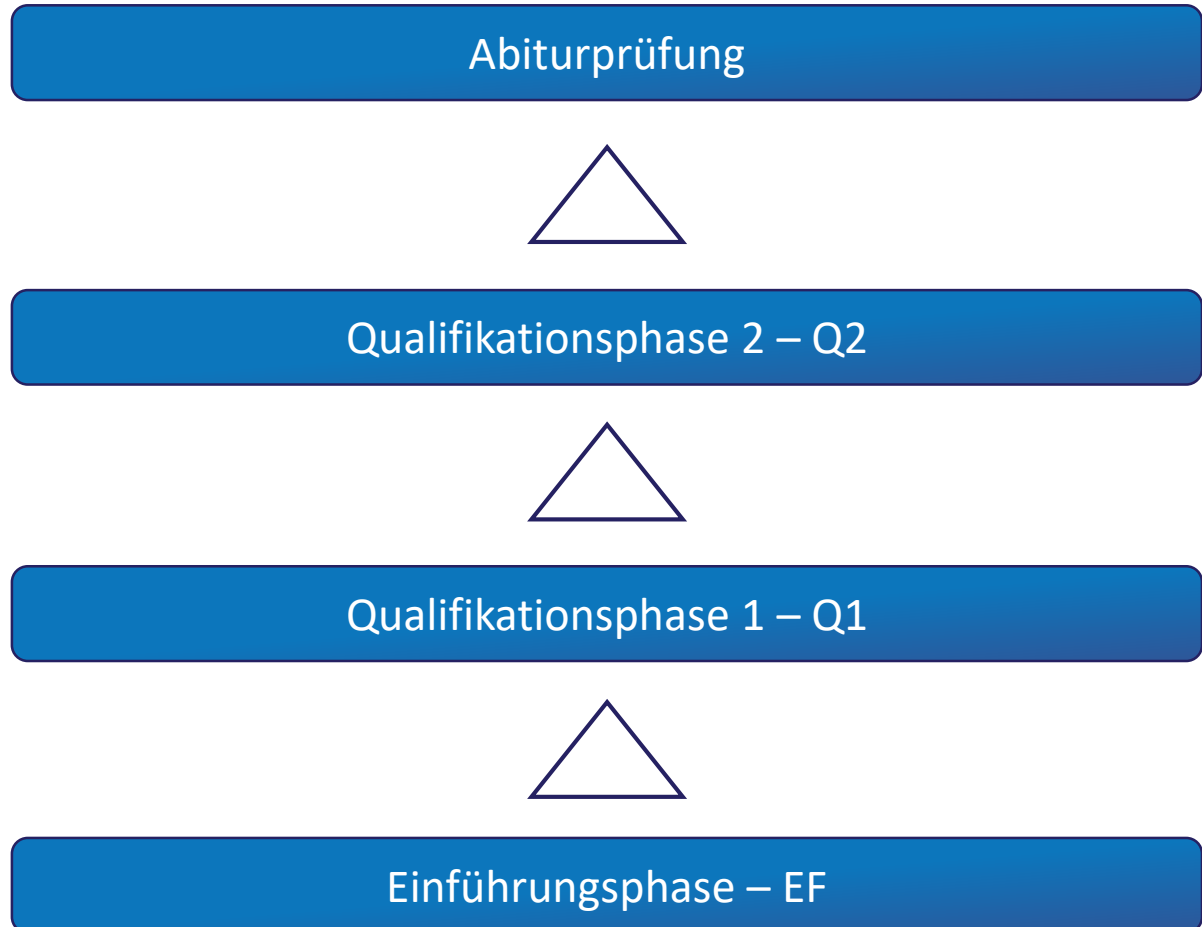 Abiturprüfung
Qualifikationsphase 2 – Q2
Qualifikationsphase 1 – Q1
Einführungsphase – EF